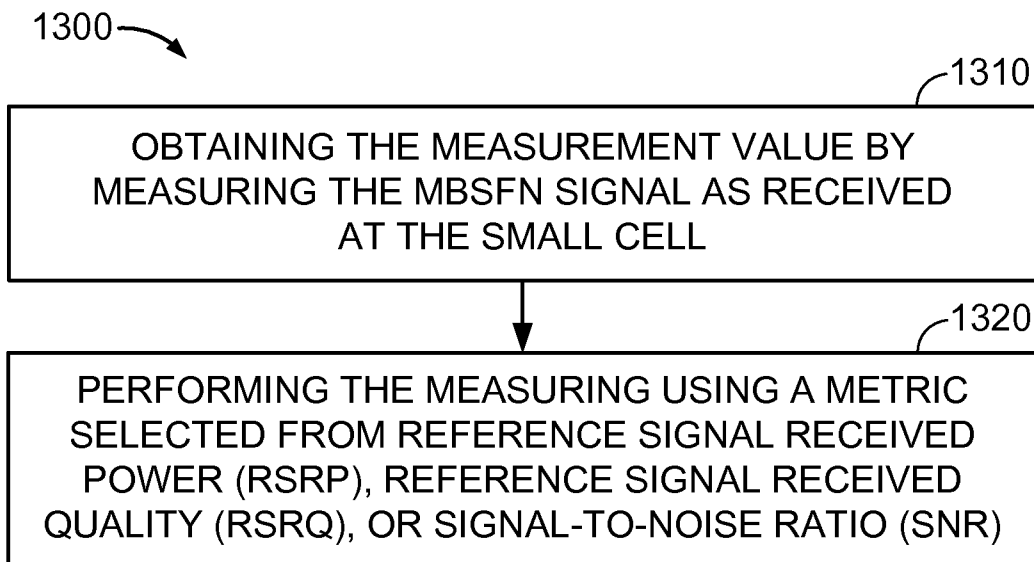 1300
1310
OBTAINING THE MEASUREMENT VALUE BY
MEASURING THE MBSFN SIGNAL AS RECEIVED
AT THE SMALL CELL
1320
PERFORMING THE MEASURING USING A METRIC
SELECTED FROM REFERENCE SIGNAL RECEIVED
POWER (RSRP), REFERENCE SIGNAL RECEIVED
QUALITY (RSRQ), OR SIGNAL-TO-NOISE RATIO (SNR)